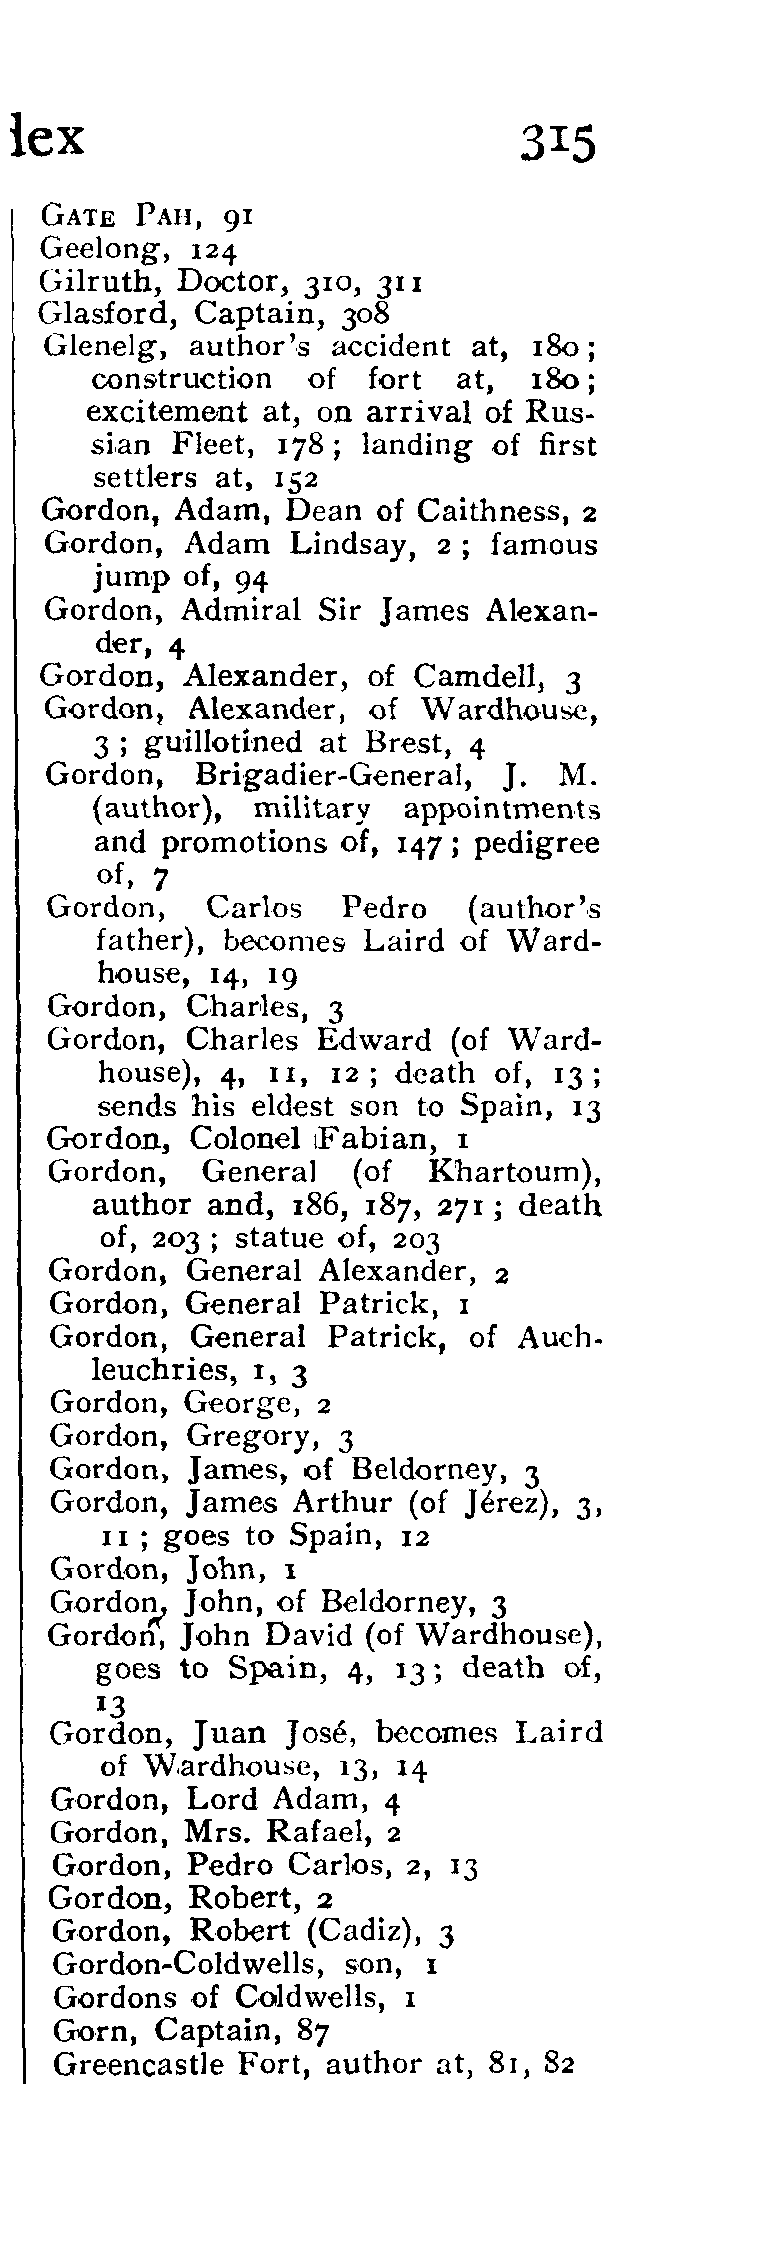 dex 315
GATE PAH, 91
Geelong, 124
Gilruth, Doctor, 310, 311
Glasford, Captain, 308
Glenelg, author's accident at, 180;
construction of fort at, 180;
excitement at, on arrival of Rus-
sian Fleet, 178; landing of first
settlers at, 152
Gordon, Adam, Dean of Caithness, 2
Gordon, Adam Lindsay, 2; famous
jump of, 94
Gordon, Admiral Sir James Alexan-
der, 4
Gordon, Alexander, of Camdell, 3
Gordon, Alexander, of Wardhouse,
3; guillotined at Brest, 4
Gordon, Brigadier-General, J. M.
(author), military appointments
and promotions of, 147; pedigree
of, 7
Gordon, Carlos Pedro (author's
father), becomes Laird of Ward-
house, 14, 19
Gordon, Charles, 3
Gordon, Charles Edward (of Ward-
house), 4, 11, 12; death of, 13;
sends his eldest son to Spain, 13
Gordon, Colonel Fabian, 1
Gordon, General (of Khartoum),
author and, 186, 187, 271; death
of, 203; statue of, 203
Gordon, General Alexander, 2
Gordon, General Patrick, 1
Gordon, General Patrick, of Auch-
leuchries, 1, 3
Gordon, George, 2
Gordon, Gregory, 3
Gordon, James, of Beldorney, 3
Gordon, James Arthur (of Jérez), 3,
11; goes to Spain, 12
Gordon, John, 1
Gordon, John, of Beldorney, 3
Gordon, John David (of Wardhouse),
goes to Spain, 4, 13; death of,
13
Gordon, Juan José, becomes Laird
of Wardhouse, 13, 14
Gordon, Lord Adam, 4
Gordon, Mrs. Rafael, 2
Gordon, Pedro Carlos, 2, 13
Gordon, Robert, 2
Gordon, Robert (Cadiz), 3
Gordon-Coldwells, son, 1
Gordons of Coldwells, 1
Gorn, Captain, 87
Greencastle Fort, author at, 81, 82